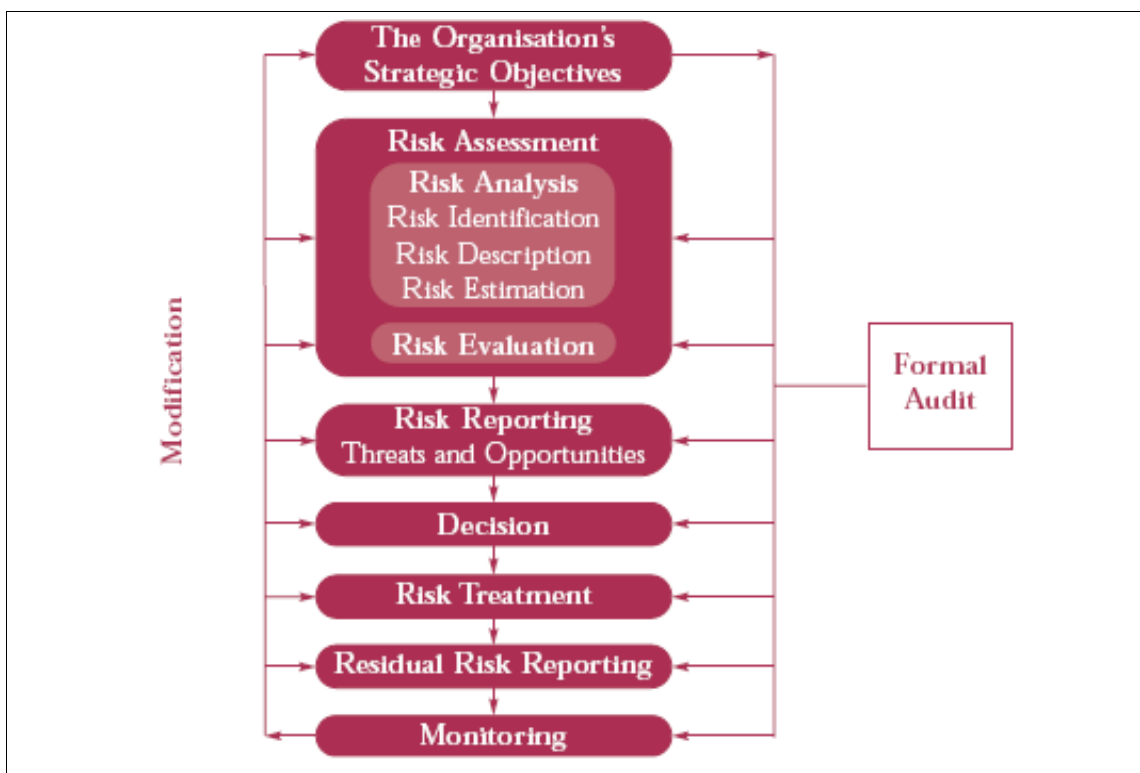 The Organisation's
Strategic Objectives
Risk Assessment
Risk Analysis
Risk Identification
Risk Description
Risk Estimation
Risk Evaluation
Risk Reporting
Threats and Opportunities
Decision
Risk Treatment
Residual Risk Reporting
Monitoring
Modification
Formal
Audit